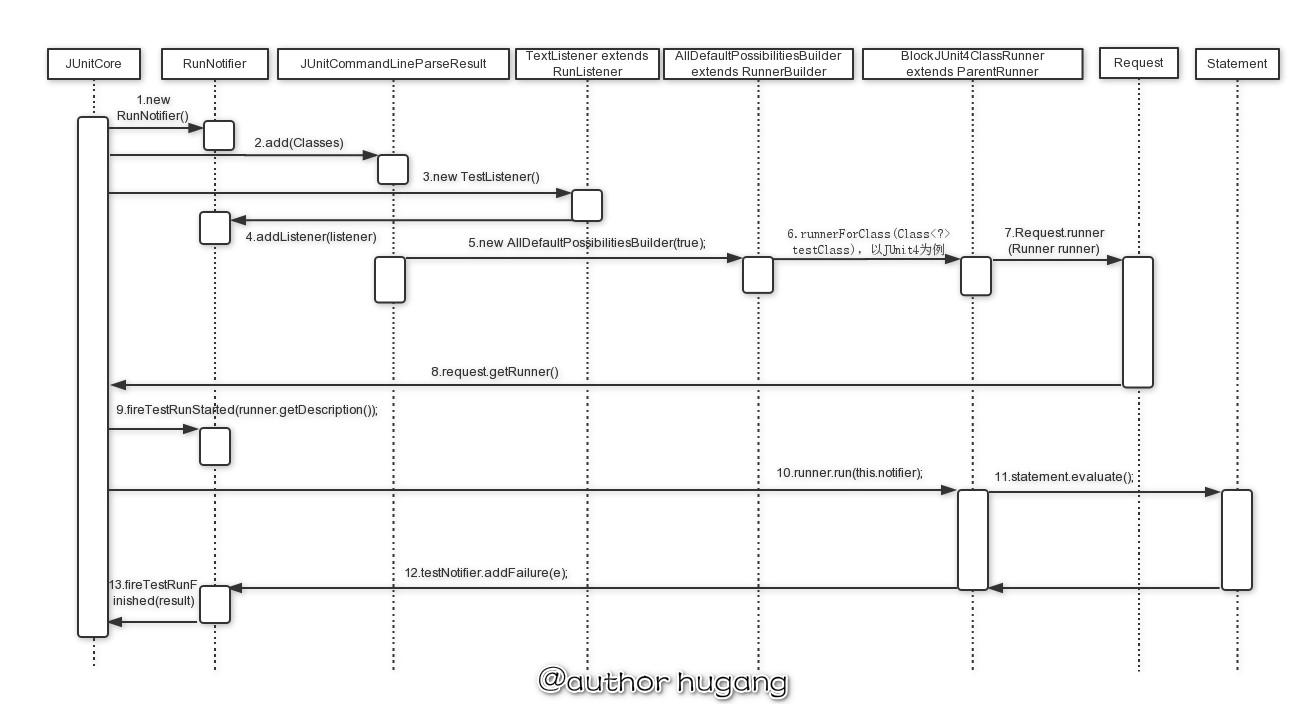 JUnitCore
RunNotifier
JUnitCommandLineParseResult
TextListener extends
RunListener
AllDefaultPossibilitiesBuilder
extends RunnerBuilder
BlockJUnit4ClassRunner
extends ParentRunner
Request
Statement
1.new
RunNotifier()
2.add(Classes)
3.new TestListener()
4.addListener(listener)
5.new AllDefaultPossibilitiesBuilder(true);
6.runnerForClass(Class<?>
testClass)，以JUnit4为例
7.Request.runner
(Runner runner)
8.request.getRunner()
9.fireTestRunStarted(runner.getDescription());
10.runner.run(this.notifier);
11.statement.evaluate();
12.testNotifier.addFailure(e);
13.fireTestRunF
inished(result)
@author hugang